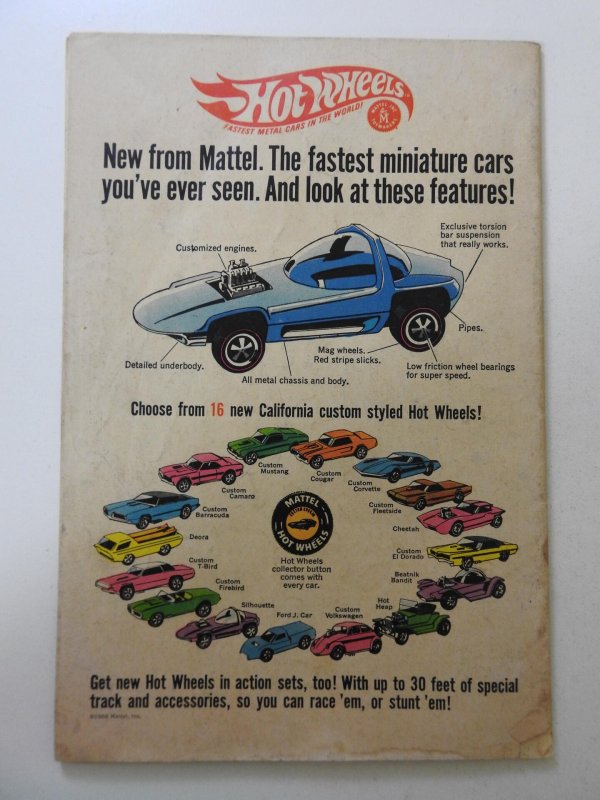 Hot Wheels
FASTEST METAL CARS IN THE WORLD!
MATTEL, INC.
M
New from Mattel. The fastest miniature cars
you've ever seen. And look at these features!
Customized engines.
Exclusive torsion
bar suspension
that really works.
Pipes.
Mag wheels.
Red stripe slicks.
Detailed underbody.
All metal chassis and body.
Low friction wheel bearings
for super speed.
Choose from 16 new California custom styled Hot Wheels!
Custom
Mustang
Custom
Cougar
Custom
Camaro
Custom
Corvette
Custom
Barracuda
Custom
Fleetside
Deora
Cheetah
Custom
T-Bird
Custom
El Dorado
Custom
Firebird
Beatnik
Bandit
Silhouette
Ford J. Car
Custom
Volkswagen
Hot
Heap
MATTEL
HOT WHEELS
Hot Wheels
collector button
comes with
every car.
Get new Hot Wheels in action sets, too! With up to 30 feet of special
track and accessories, so you can race 'em, or stunt 'em!
Mattel, Inc.